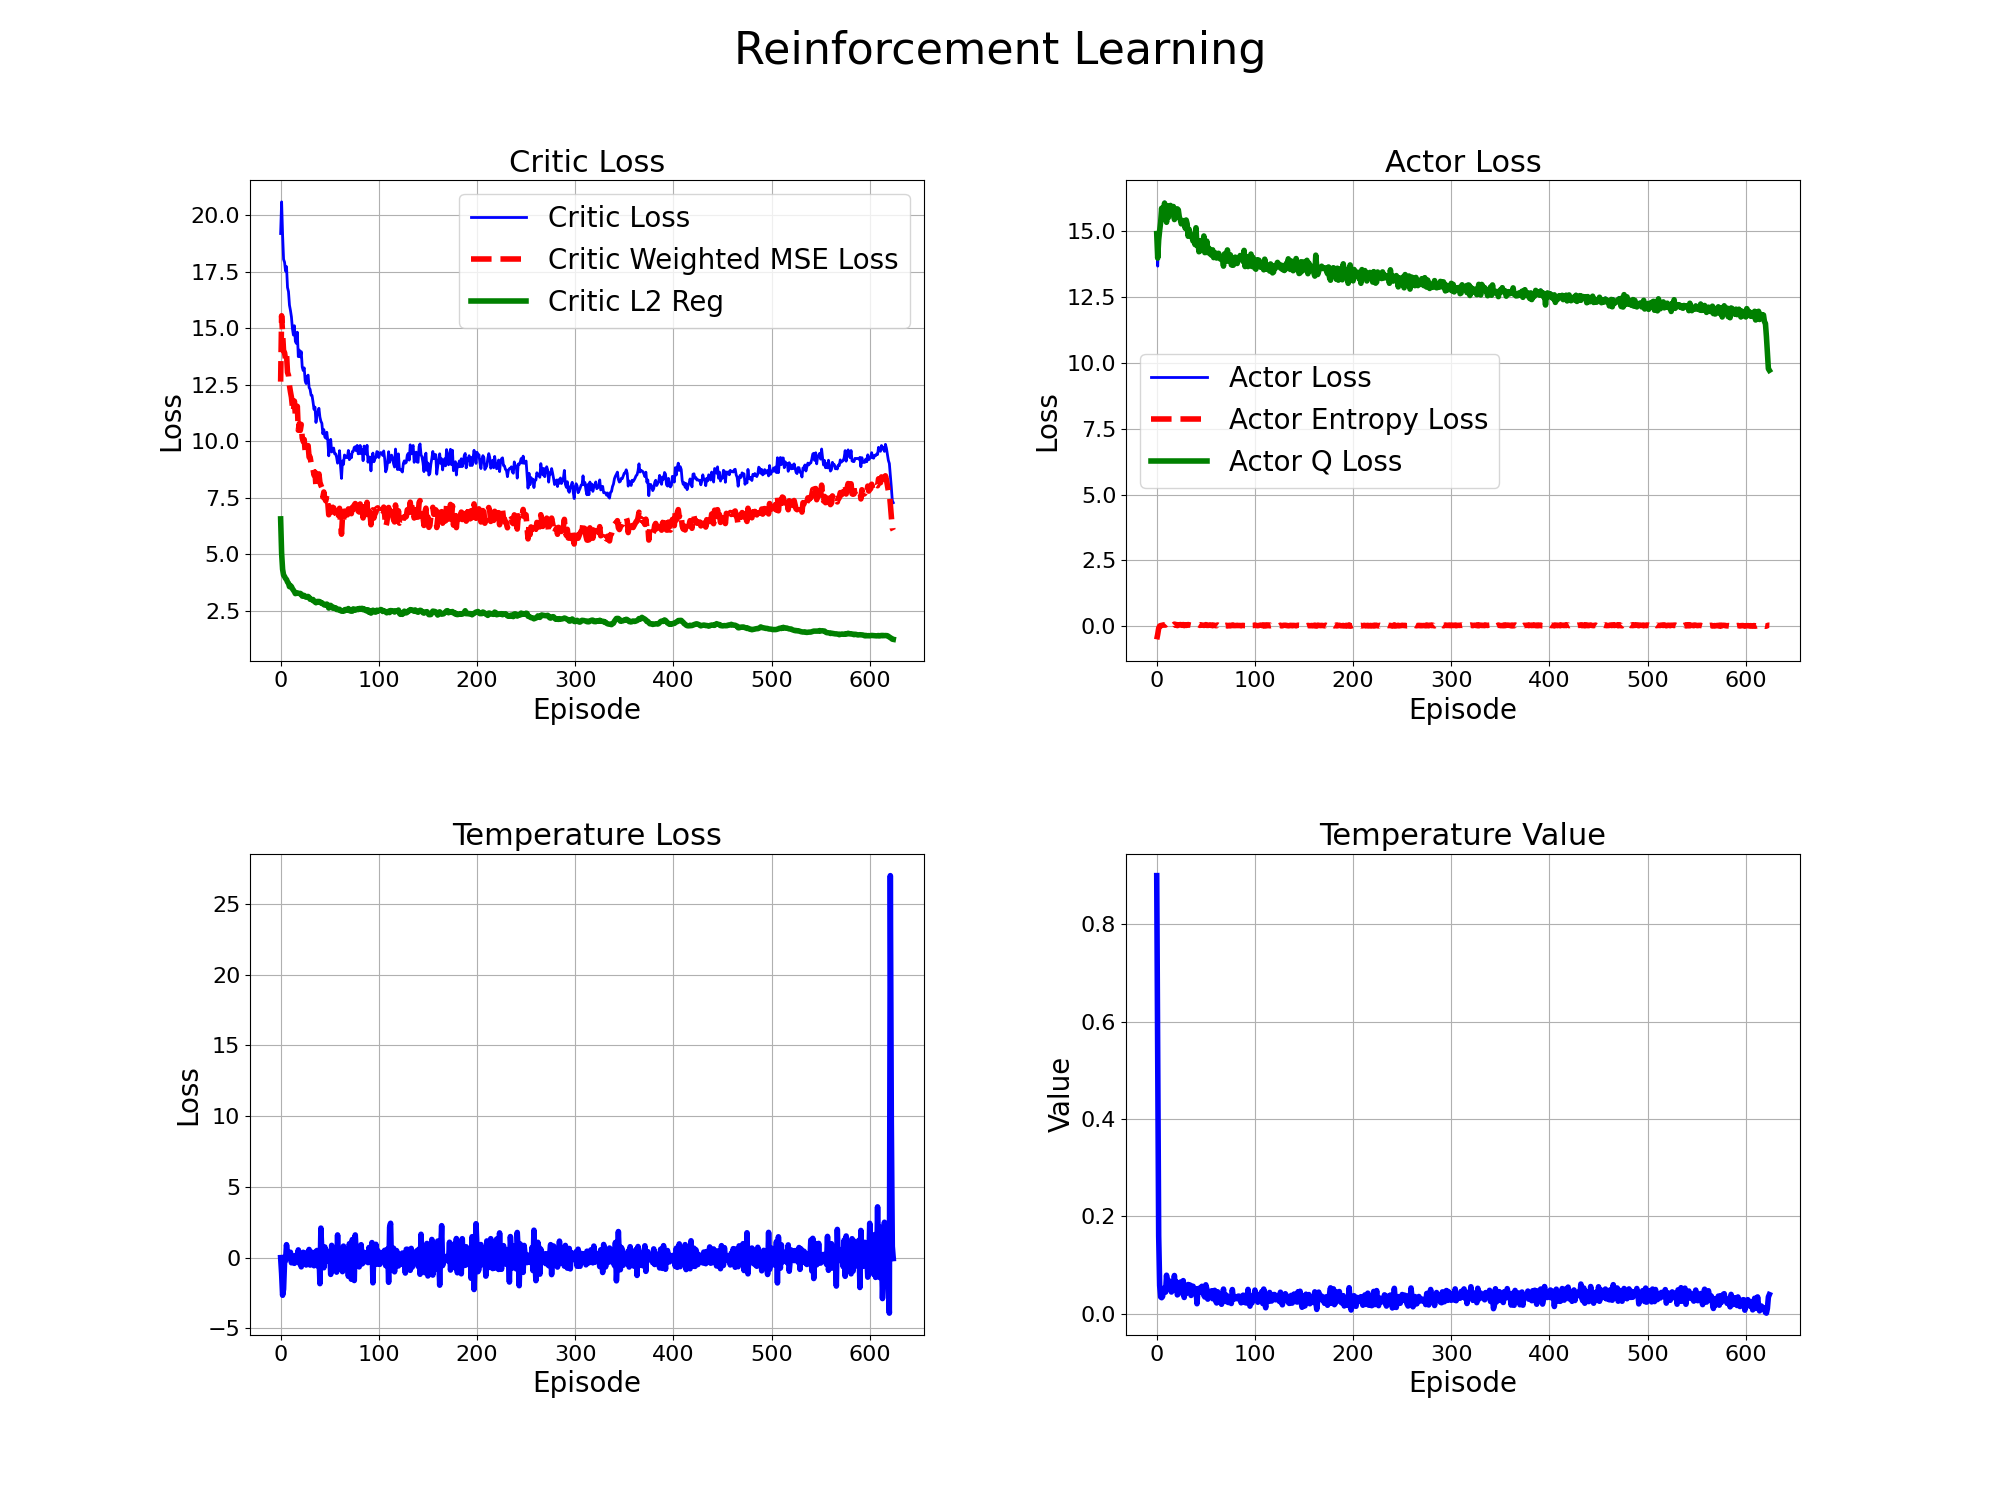 Reinforcement Learning
Critic Loss
Critic Loss
Critic Weighted MSE Loss
Critic L2 Reg
20.0
17.5
15.0
12.5
10.0
7.5
5.0
2.5
Loss
0 100 200 300 400 500 600
Episode
Actor Loss
15.0
12.5
10.0
7.5
5.0
2.5
0.0
Loss
Actor Loss
Actor Entropy Loss
Actor Q Loss
0 100 200 300 400 500 600
Episode
Temperature Loss
25
20
15
10
5
0
−5
Loss
0 100 200 300 400 500 600
Episode
Temperature Value
0.8
0.6
0.4
0.2
0.0
Value
0 100 200 300 400 500 600
Episode